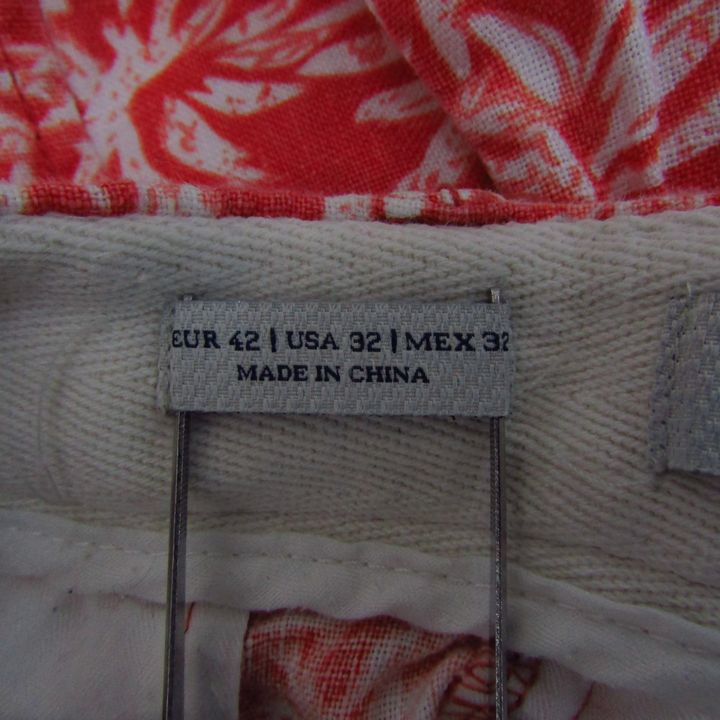 EUR 42 | USA 32 | MEX 32
MADE IN CHINA